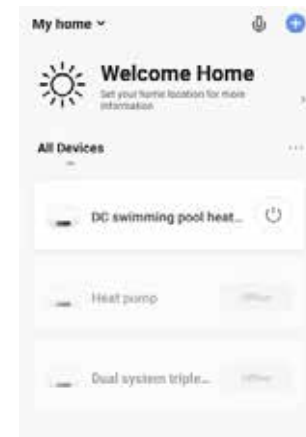 My home
Welcome Home
Set your home location for more
information
All Devices
DC swimming pool heat...
Heat pump
Offline
Dual system triple...
Offline